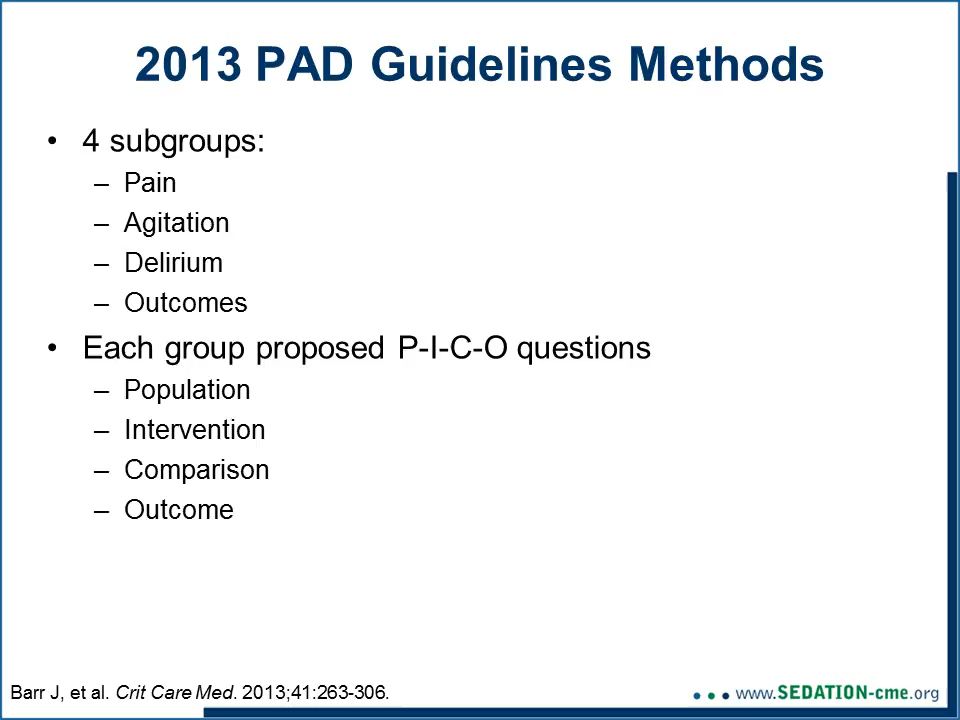 2013 PAD Guidelines Methods
• 4 subgroups:
– Pain
– Agitation
– Delirium
– Outcomes
• Each group proposed P-I-C-O questions
– Population
– Intervention
– Comparison
– Outcome
Barr J, et al. Crit Care Med. 2013;41:263-306.
www.SEDATION-cme.org